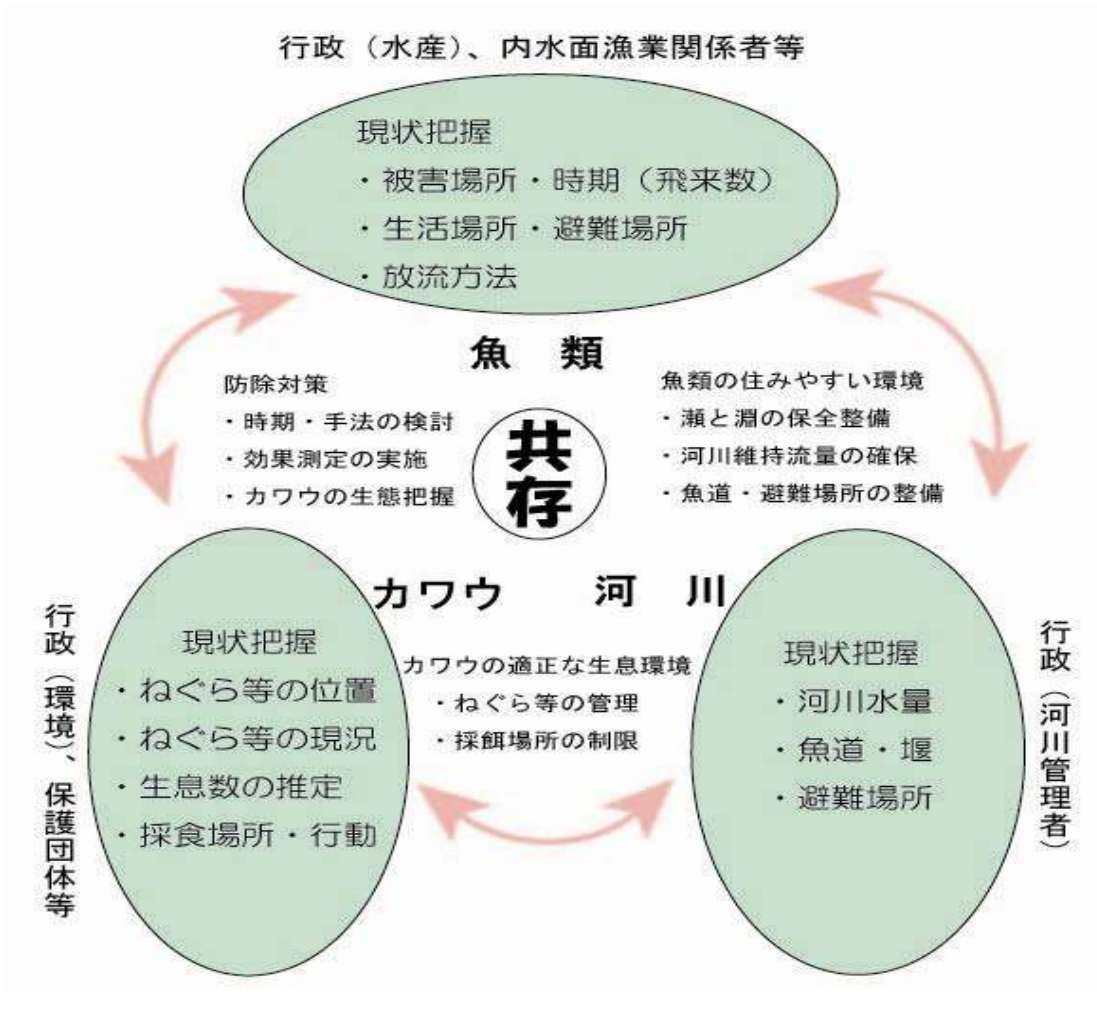 行政（水産）、内水面漁業関係者等
現状把握
・被害場所・時期（飛来数）
・生活場所・避難場所
・放流方法
魚　類
防除対策
・時期・手法の検討
・効果測定の実施
・カワウの生態把握
魚類の住みやすい環境
・瀬と淵の保全整備
・河川維持流量の確保
・魚道・避難場所の整備
共
存
カワウ
河　川
行政（環境）、保護団体等
現状把握
・ねぐら等の位置
・ねぐら等の現況
・生息数の推定
・採食場所・行動
カワウの適正な生息環境
・ねぐら等の管理
・採餌場所の制限
現状把握
・河川水量
・魚道・堰
・避難場所
行政（河川管理者）